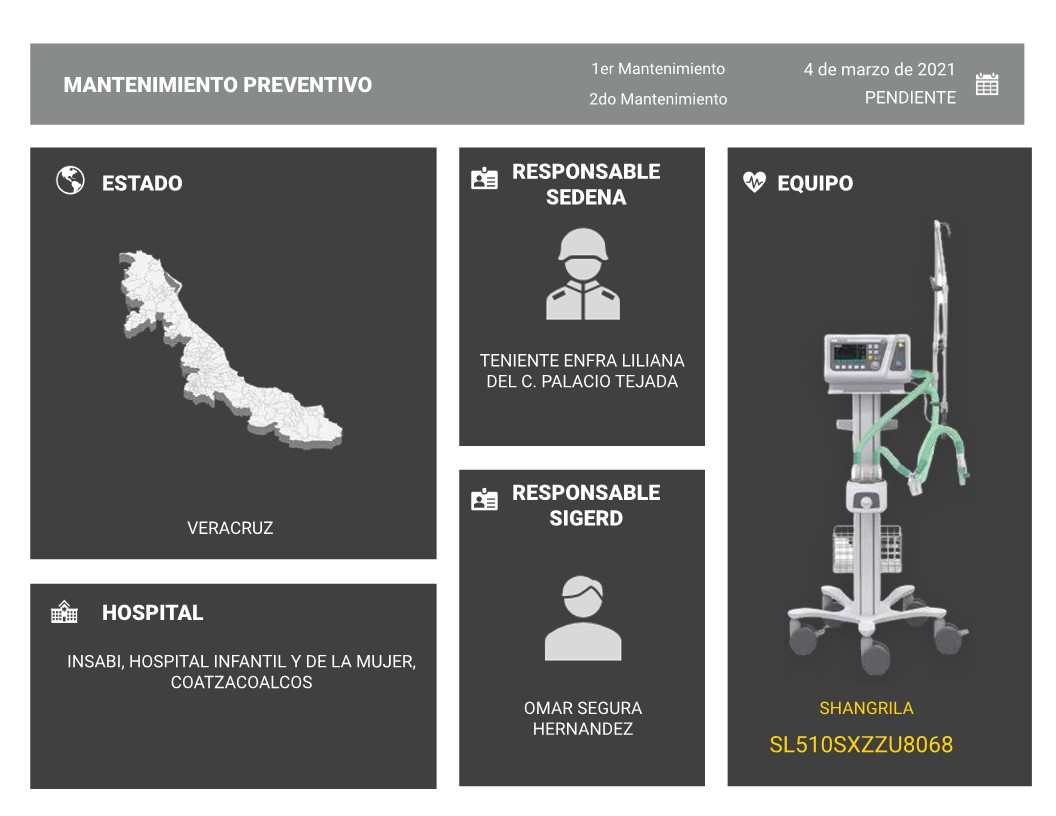 MANTENIMIENTO PREVENTIVO
1er Mantenimiento
4 de marzo de 2021
2do Mantenimiento
PENDIENTE
ESTADO
VERACRUZ
HOSPITAL
INSABI, HOSPITAL INFANTIL Y DE LA MUJER,
COATZACOALCOS
RESPONSABLE
SEDENA
TENIENTE ENFRA LILIANA
DEL C. PALACIO TEJADA
RESPONSABLE
SIGERD
OMAR SEGURA
HERNANDEZ
EQUIPO
SHANGRILA
SL510SXZZU8068